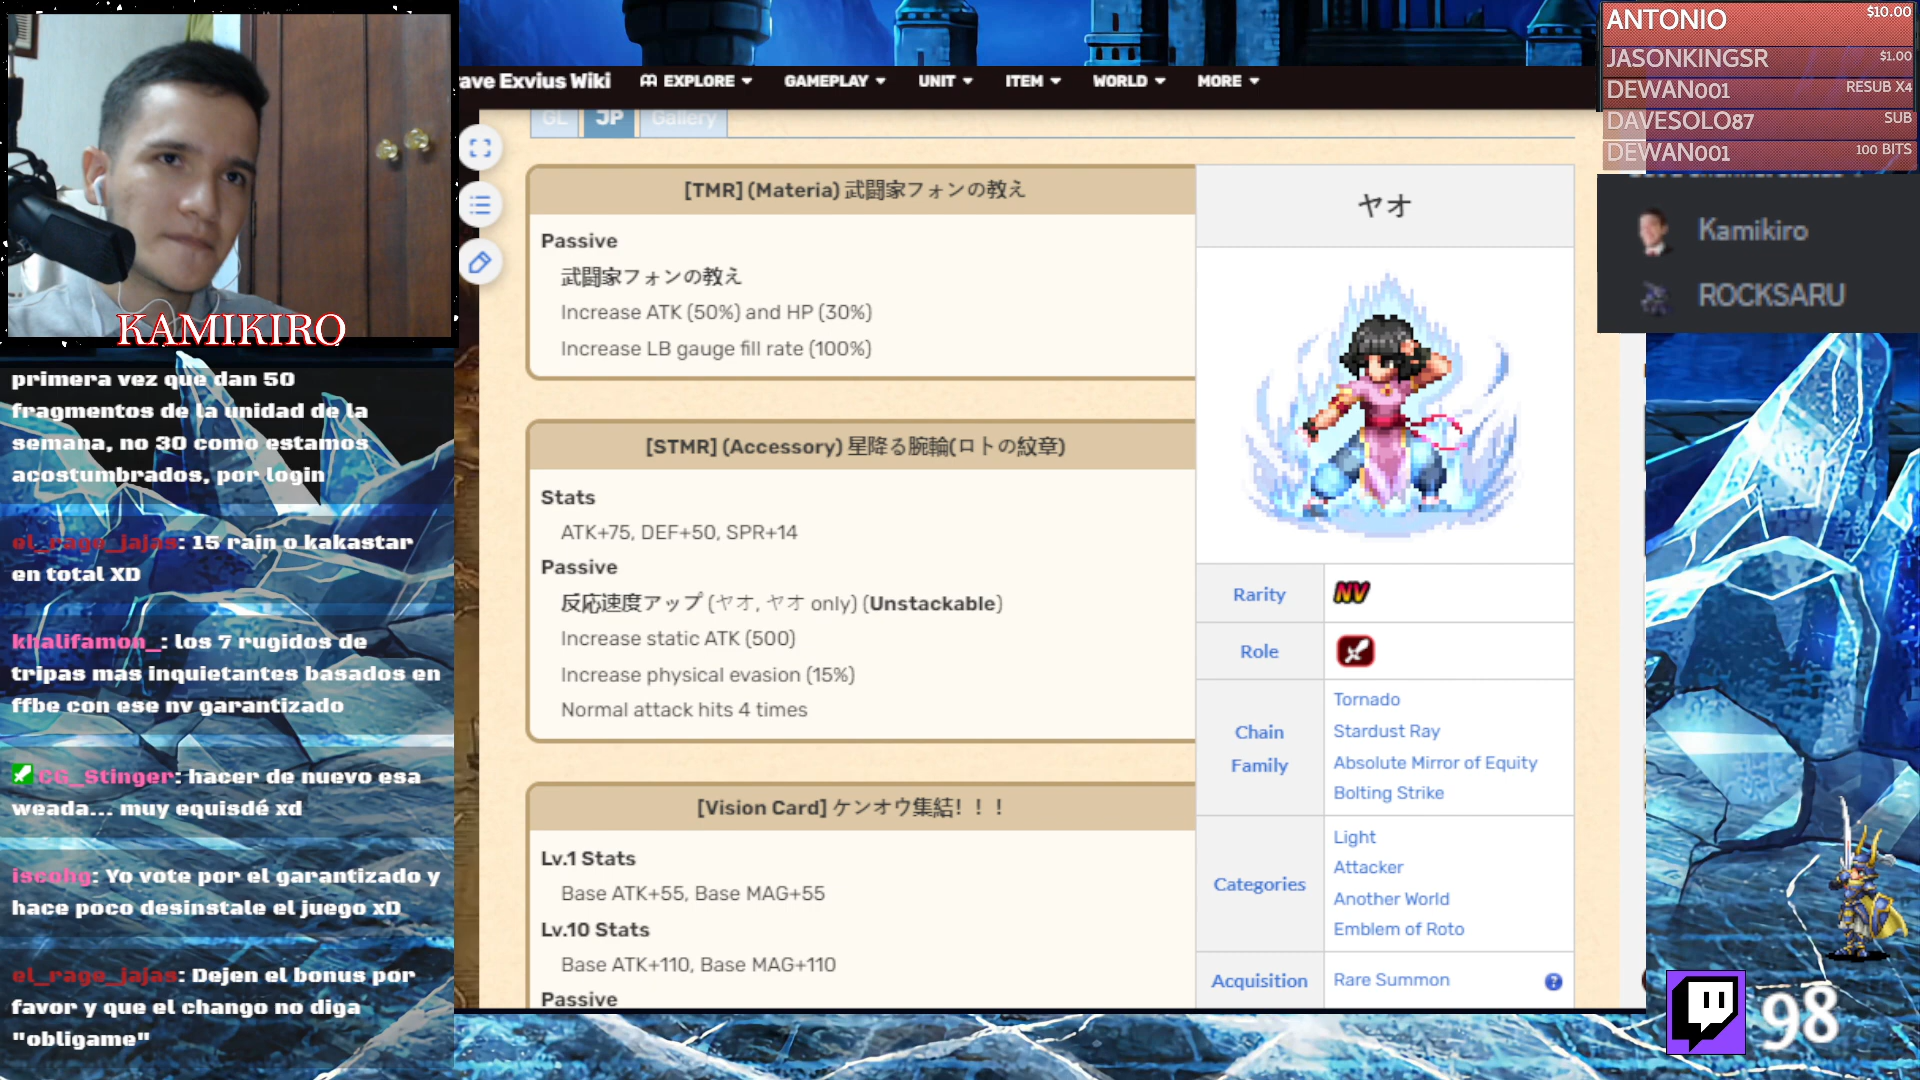 ave Exvius Wiki
EXPLORE
GAMEPLAY
UNIT
ITEM
WORLD
MORE
GL
JP
Gallery
[TMR] (Materia) 武闘家フォンの教え
Passive
武闘家フォンの教え
Increase ATK (50%) and HP (30%)
Increase LB gauge fill rate (100%)
[STMR] (Accessory) 星降る腕輪(ロトの紋章)
Stats
ATK+75, DEF+50, SPR+14
Passive
反応速度アップ (ヤオ, ヤオ only) (Unstackable)
Increase static ATK (500)
Increase physical evasion (15%)
Normal attack hits 4 times
[Vision Card] ケンオウ集結！！！
Lv.1 Stats
Base ATK+55, Base MAG+55
Lv.10 Stats
Base ATK+110, Base MAG+110
Passive
ヤオ
Rarity
NV
Role
Chain Family
Tornado
Stardust Ray
Absolute Mirror of Equity
Bolting Strike
Categories
Light
Attacker
Another World
Emblem of Roto
Acquisition
Rare Summon
?
KAMIKIRO
primera vez que dan 50
fragmentos de la unidad de la
semana, no 30 como estamos
acostumbrados, por login
el_rage_jajas: 15 rain o kakastar
en total XD
khalifamon_: los 7 rugidos de
tripas mas inquietantes basados en
ffbe con ese nv garantizado
CG_Stinger: hacer de nuevo esa
weada... muy equisdé xd
iscohg: Yo vote por el garantizado y
hace poco desinstale el juego xD
el_rage_jajas: Dejen el bonus por
favor y que el chango no diga
"obligame"
ANTONIO $10.00
JASONKINGSR $1.00
DEWAN001 RESUB X4
DAVESOLO87 SUB
DEWAN001 100 BITS
Kamikiro
ROCKSARU
98